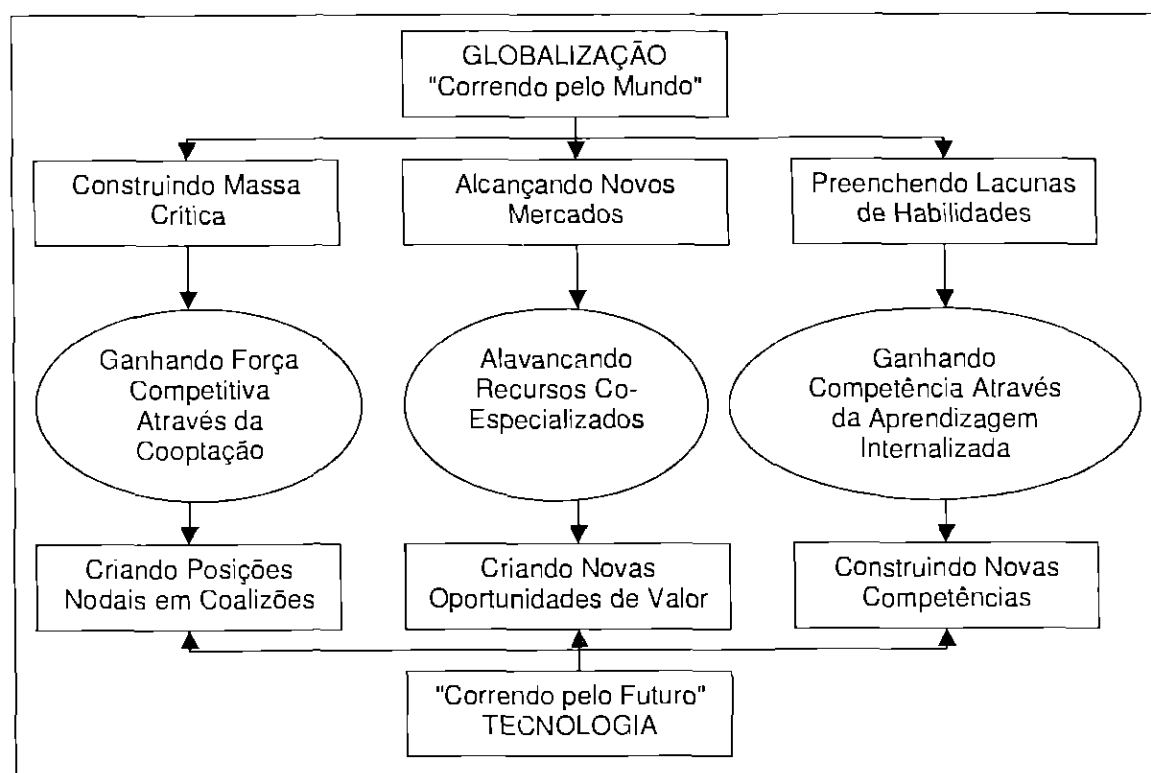 GLOBALIZAÇÃO
"Correndo pelo Mundo"
Construindo Massa
Crítica
Alcançando Novos
Mercados
Preenchendo Lacunas
de Habilidades
Ganhando Força
Competitiva
Através da
Cooptação
Alavancando
Recursos Co-
Especializados
Ganhando
Competência Através
da Aprendizagem
Internalizada
Criando Posições
Nodais em Coalizões
Criando Novas
Oportunidades de Valor
Construindo Novas
Competências
"Correndo pelo Futuro"
TECNOLOGIA